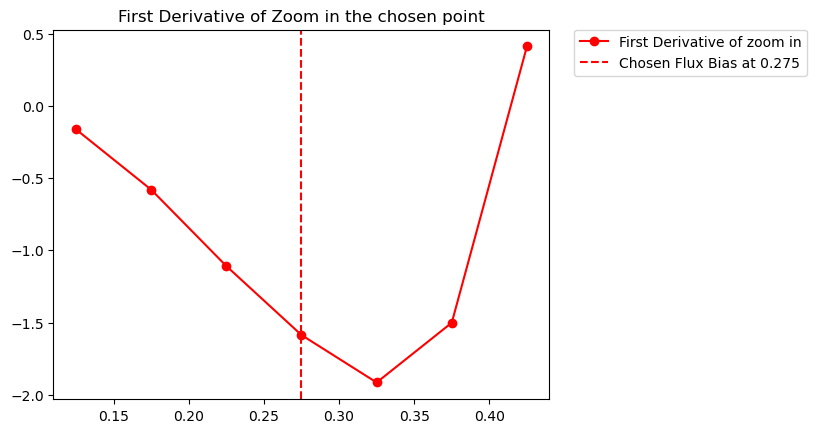 First Derivative of Zoom in the chosen point
First Derivative of zoom in
Chosen Flux Bias at 0.275
0.5
0.0
−0.5
−1.0
−1.5
−2.0
0.15 0.20 0.25 0.30 0.35 0.40